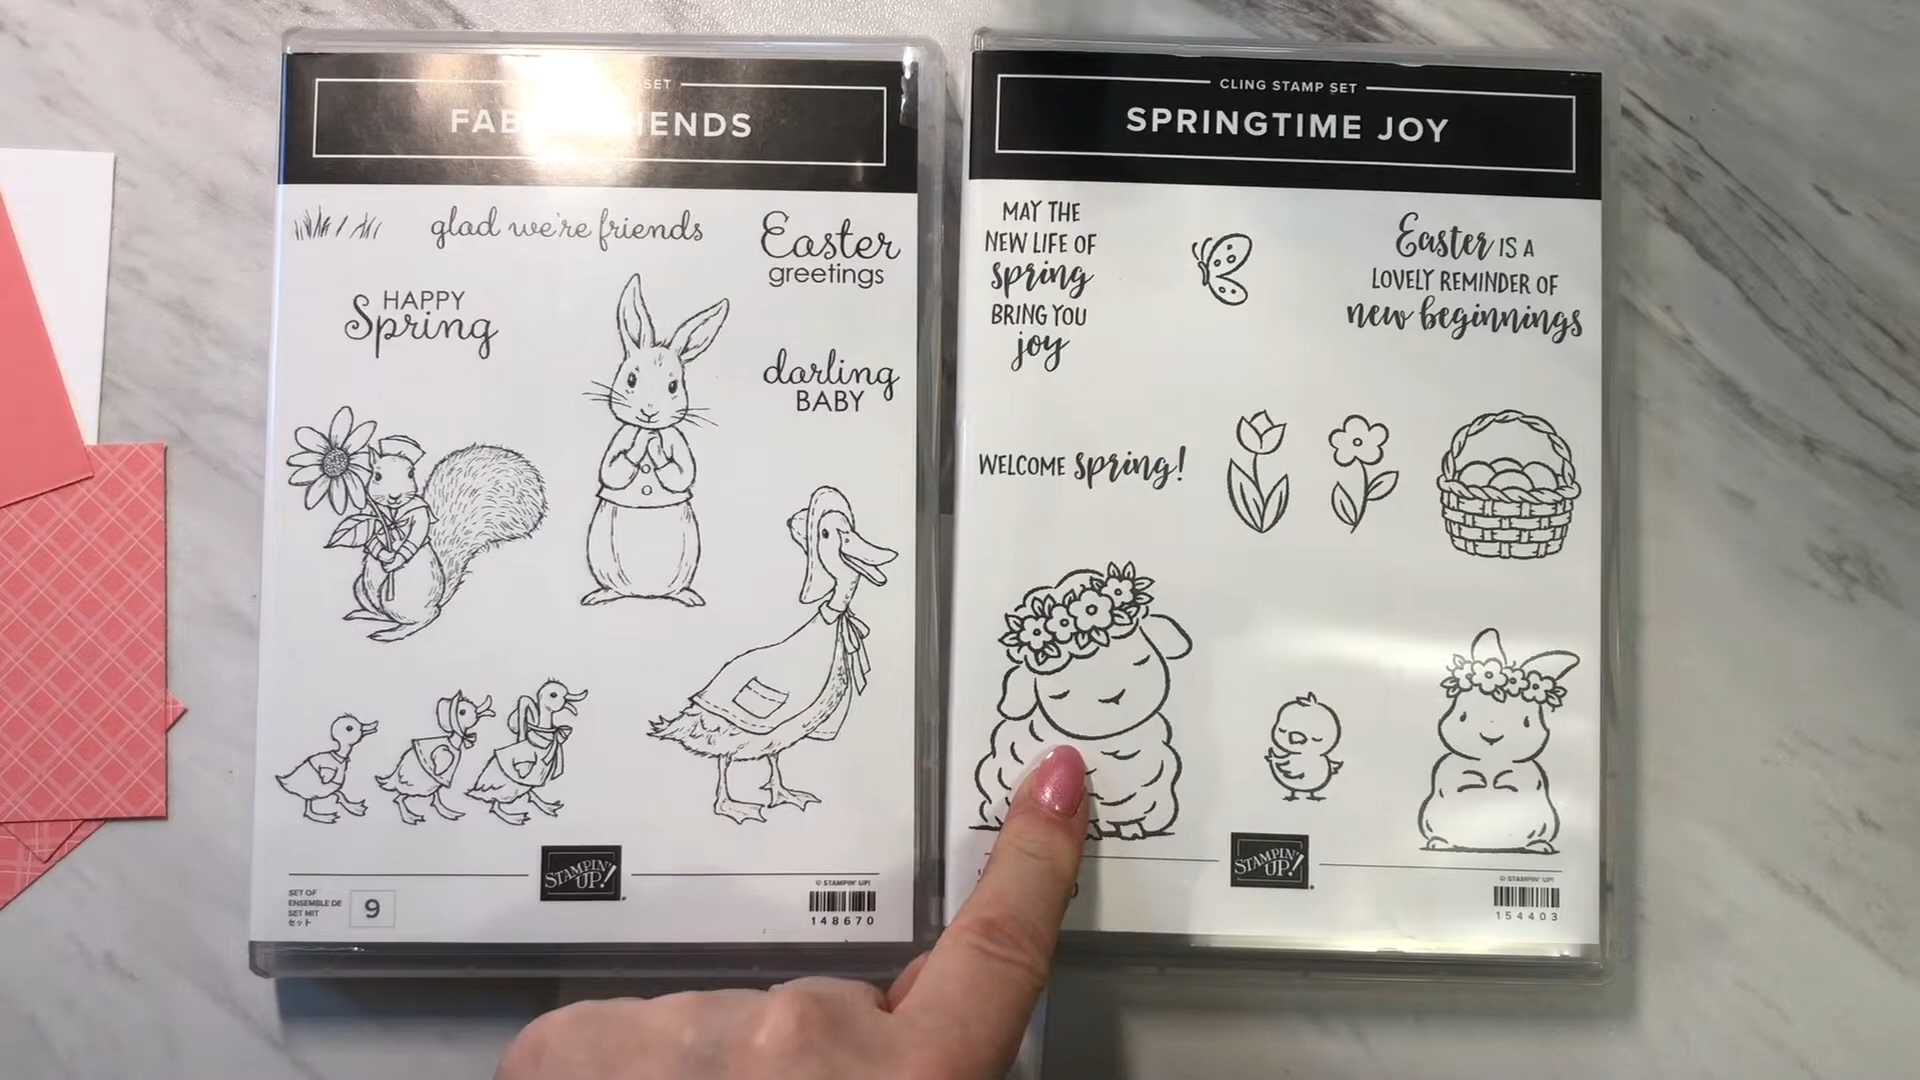 SET
FAB
IENDS
glad we're friends
Easter
greetings
HAPPY
Spring
darling
BABY
SET OF
ENSEMBLE DE
SET MIT
セット
9
STAMPIN'
UP!
© STAMPIN' UP!
148670
CLING STAMP SET
SPRINGTIME JOY
MAY THE
NEW LIFE OF
spring
BRING YOU
joy
Easter IS A
LOVELY REMINDER OF
new beginnings
WELCOME spring!
STAMPIN'
UP!
© STAMPIN' UP!
154403